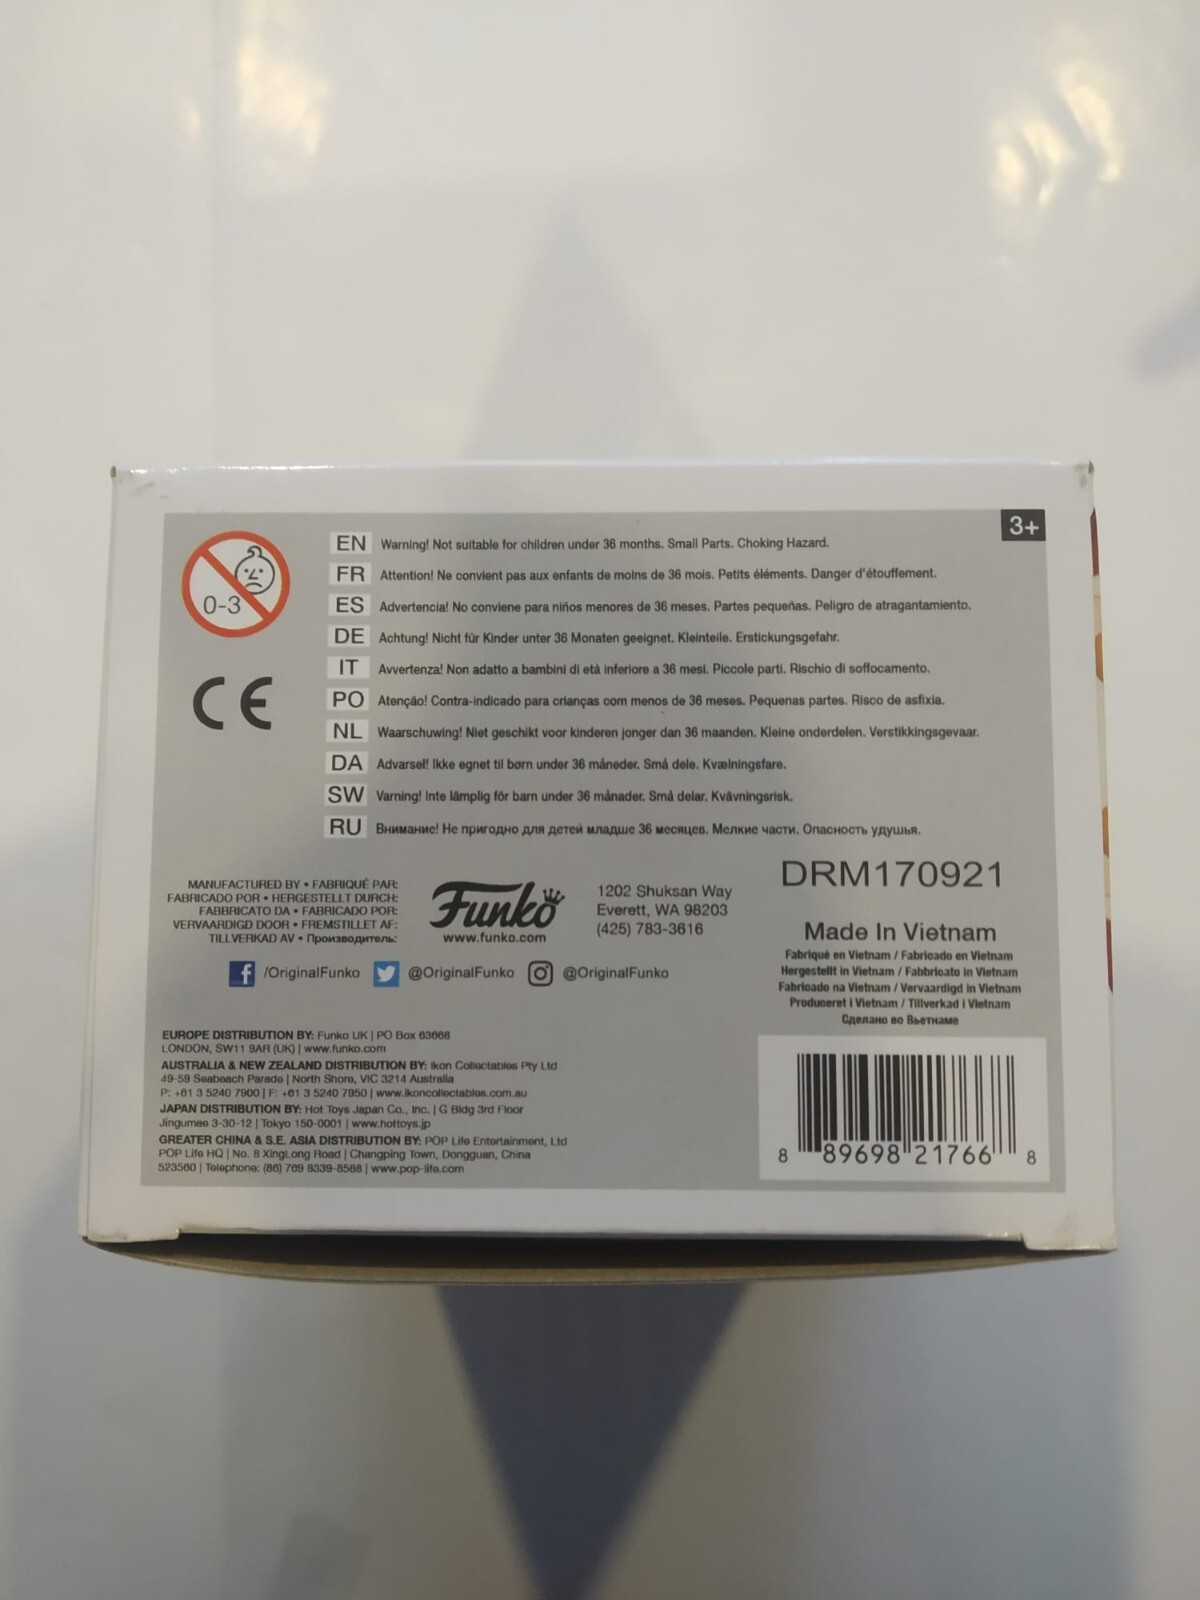 3+
0-3
EN Warning! Not suitable for children under 36 months. Small Parts. Choking Hazard.
FR Attention! Ne convient pas aux enfants de moins de 36 mois. Petits éléments. Danger d'étouffement.
ES Advertencia! No conviene para niños menores de 36 meses. Partes pequeñas. Peligro de atragantamiento.
DE Achtung! Nicht für Kinder unter 36 Monaten geeignet. Kleinteile. Erstickungsgefahr.
IT Avvertenza! Non adatto a bambini di età inferiore a 36 mesi. Piccole parti. Rischio di soffocamento.
PO Atenção! Contra-indicado para crianças com menos de 36 meses. Pequenas partes. Risco de asfixia.
NL Waarschuwing! Niet geschikt voor kinderen jonger dan 36 maanden. Kleine onderdelen. Verstikkingsgevaar.
DA Advarsel! Ikke egnet til børn under 36 måneder. Små dele. Kvælningsfare.
SW Varning! Inte lämplig för barn under 36 månader. Små delar. Kvävningsrisk.
RU Внимание! Не пригодно для детей младше 36 месяцев. Мелкие части. Опасность удушья.
CE
MANUFACTURED BY • FABRIQUÉ PAR:
FABRICADO POR • HERGESTELLT DURCH:
FABBRICATO DA • FABRICADO POR:
VERVAARDIGD DOOR • FREMSTILLET AF:
TILLVERKAD AV • Производитель:
Funko
www.funko.com
1202 Shuksan Way
Everett, WA 98203
(425) 783-3616
f /OriginalFunko @OriginalFunko @OriginalFunko
DRM170921
Made In Vietnam
Fabriqué en Vietnam / Fabricado en Vietnam
Hergestellt in Vietnam / Fabbricato in Vietnam
Fabricado na Vietnam / Vervaardigd in Vietnam
Produceret i Vietnam / Tillverkad i Vietnam
Сделано во Вьетнаме
EUROPE DISTRIBUTION BY: Funko UK | PO Box 63668
LONDON, SW11 9AR (UK) | www.funko.com
AUSTRALIA & NEW ZEALAND DISTRIBUTION BY: Ikon Collectables Pty Ltd
49-59 Seabeach Parade | North Shore, VIC 3214 Australia
P: +61 3 5240 7900 | F: +61 3 5240 7950 | www.ikoncollectables.com.au
JAPAN DISTRIBUTION BY: Hot Toys Japan Co., Inc. | G Bldg 3rd Floor
Jingumae 3-30-12 | Tokyo 150-0001 | www.hottoys.jp
GREATER CHINA & S.E. ASIA DISTRIBUTION BY: POP Life Entertainment, Ltd
POP Life HQ | No. 8 XingLong Road | Changping Town, Dongguan, China
523560 | Telephone: (86) 769 8339-8588 | www.pop-life.com
8 89698 21766 8